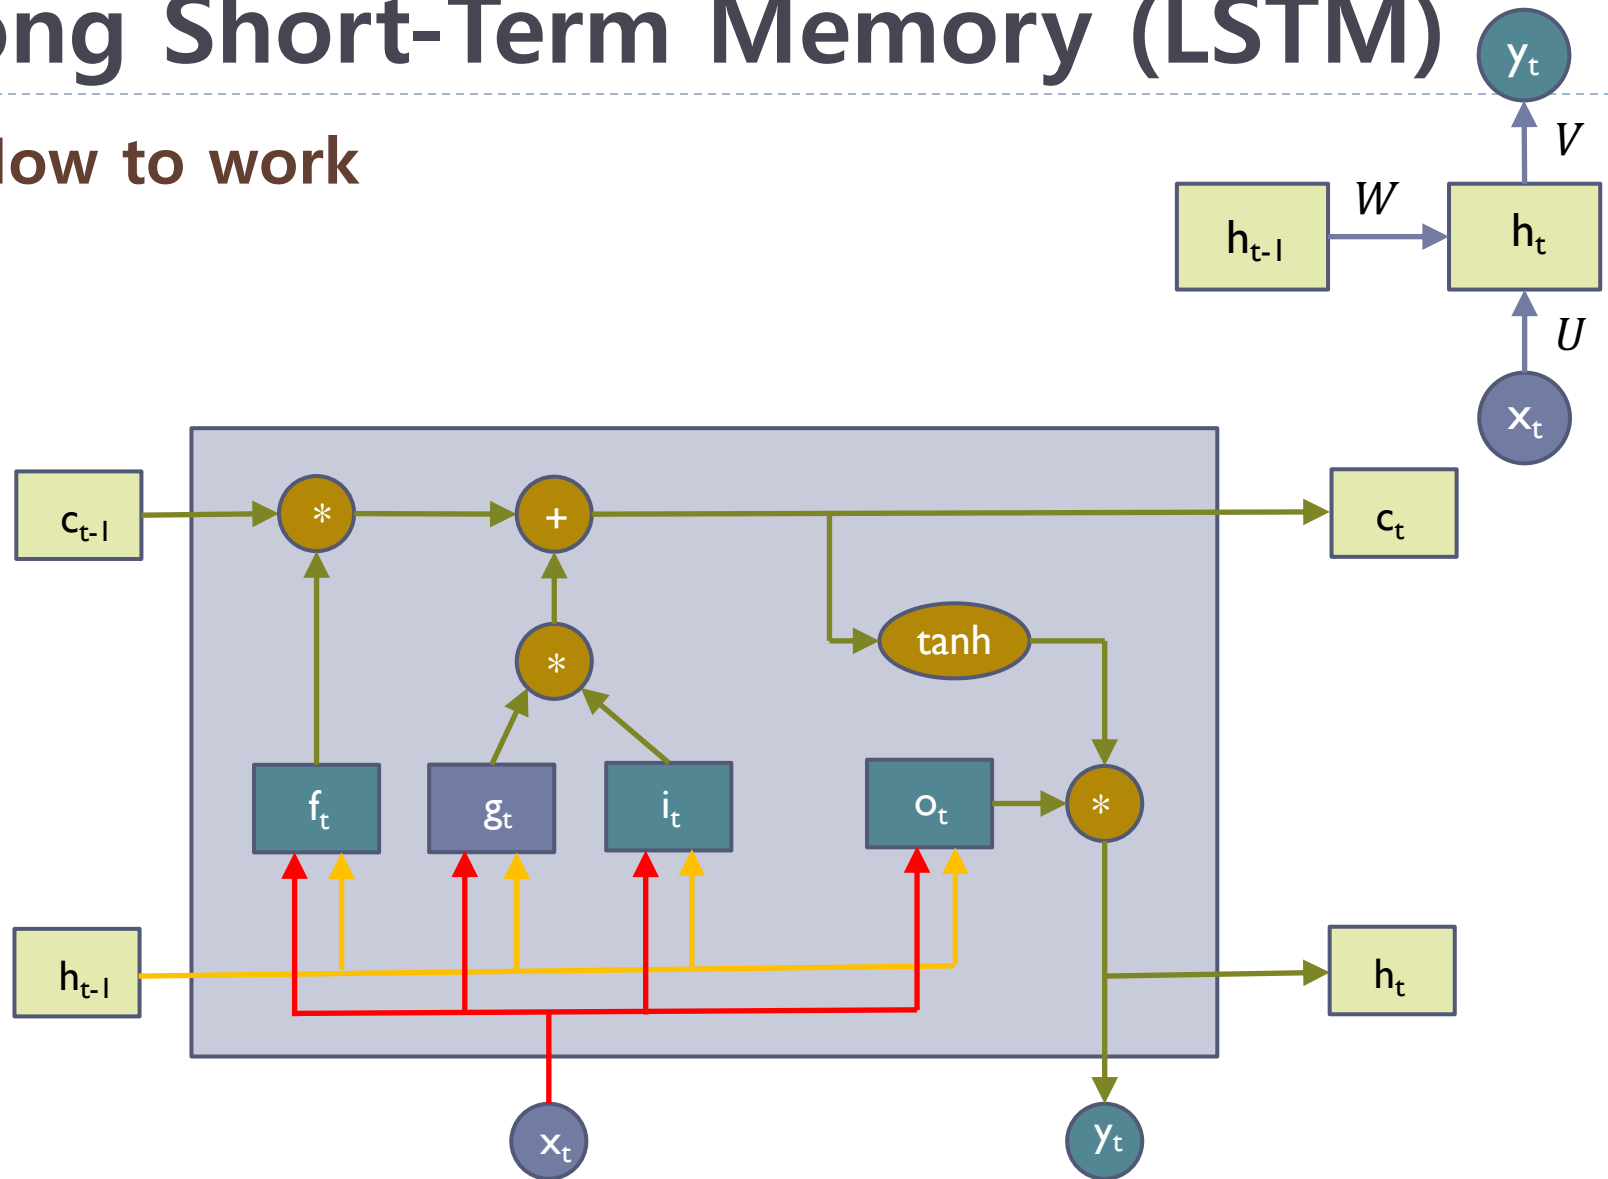 ong Short-Term Memory (LSTM)
yt
V
How to work
W
ht-1
ht
U
xt
ct-1
*
+
ct
*
tanh
ft
gt
it
ot
*
ht-1
ht
xt
yt